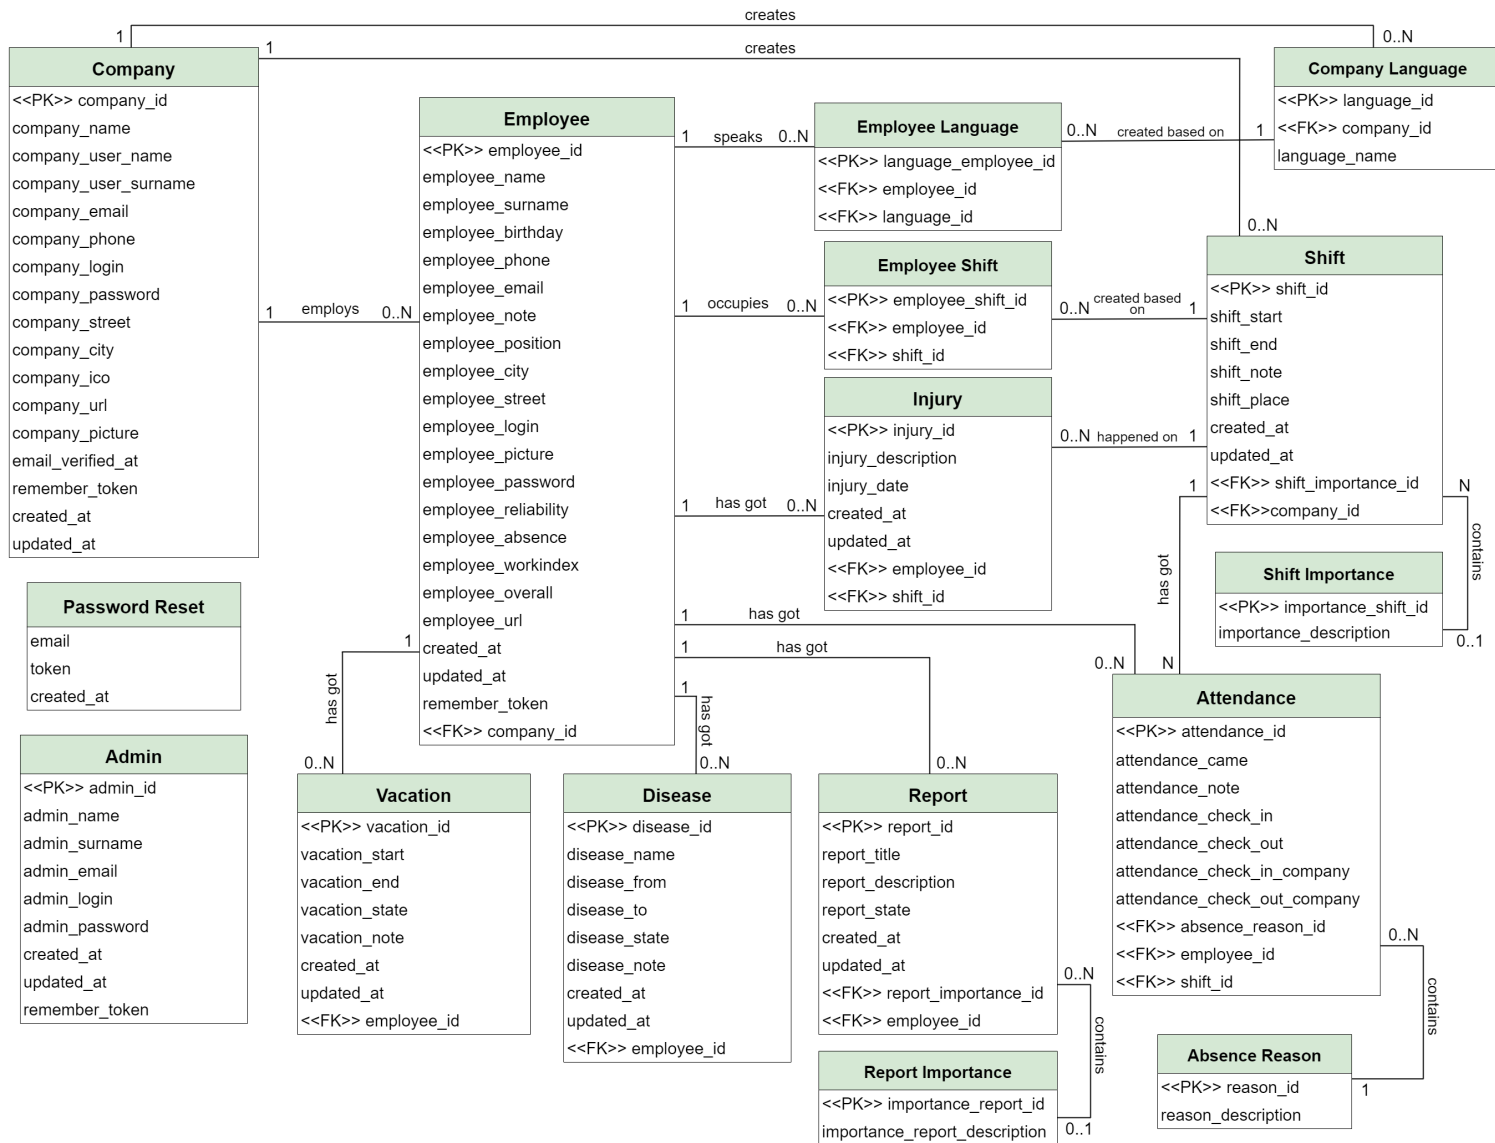 creates
1
0..N
1
creates
0..N
Company
<<PK>> company_id
company_name
company_user_name
company_user_surname
company_email
company_phone
company_login
company_password
company_street
company_city
company_ico
company_url
company_picture
email_verified_at
remember_token
created_at
updated_at
1
employs
0..N
Employee
<<PK>> employee_id
employee_name
employee_surname
employee_birthday
employee_phone
employee_email
employee_note
employee_position
employee_city
employee_street
employee_login
employee_picture
employee_password
employee_reliability
employee_absence
employee_workindex
employee_overall
employee_url
created_at
updated_at
remember_token
<<FK>> company_id
1
speaks
0..N
Employee Language
<<PK>> language_employee_id
<<FK>> employee_id
<<FK>> language_id
0..N
created based on
1
Company Language
<<PK>> language_id
<<FK>> company_id
language_name
1
occupies
0..N
Employee Shift
<<PK>> employee_shift_id
<<FK>> employee_id
<<FK>> shift_id
0..N
created based
on
1
Shift
<<PK>> shift_id
shift_start
shift_end
shift_note
shift_place
created_at
updated_at
<<FK>> shift_importance_id
<<FK>>company_id
1
has got
0..N
Injury
<<PK>> injury_id
injury_description
injury_date
created_at
updated_at
<<FK>> employee_id
<<FK>> shift_id
0..N
happened on
1
N
contains
0..1
Shift Importance
<<PK>> importance_shift_id
importance_description
1
has got
N
1
has got
0..N
1
has got
0..N
1
has got
0..N
1
has got
0..N
Password Reset
email
token
created_at
Admin
<<PK>> admin_id
admin_name
admin_surname
admin_email
admin_login
admin_password
created_at
updated_at
remember_token
Vacation
<<PK>> vacation_id
vacation_start
vacation_end
vacation_state
vacation_note
created_at
updated_at
<<FK>> employee_id
Disease
<<PK>> disease_id
disease_name
disease_from
disease_to
disease_state
disease_note
created_at
updated_at
<<FK>> employee_id
Report
<<PK>> report_id
report_title
report_description
report_state
created_at
updated_at
<<FK>> report_importance_id
<<FK>> employee_id
0..N
contains
0..1
Report Importance
<<PK>> importance_report_id
importance_report_description
Attendance
<<PK>> attendance_id
attendance_came
attendance_note
attendance_check_in
attendance_check_out
attendance_check_in_company
attendance_check_out_company
<<FK>> absence_reason_id
<<FK>> employee_id
<<FK>> shift_id
0..N
contains
1
Absence Reason
<<PK>> reason_id
reason_description